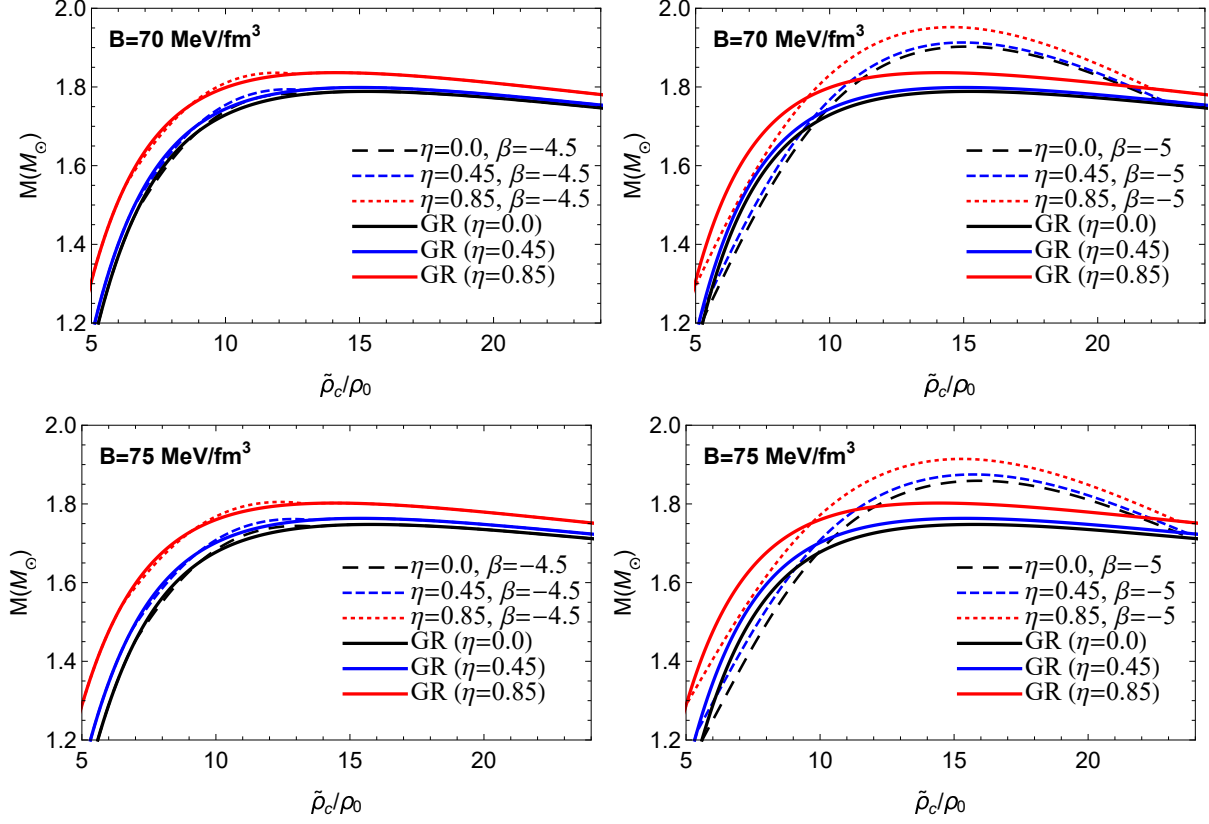 B=70 MeV/fm³
M(M⊙)
2.0
1.8
1.6
1.4
1.2
η=0.0, β=−4.5
η=0.45, β=−4.5
η=0.85, β=−4.5
GR (η=0.0)
GR (η=0.45)
GR (η=0.85)
5 10 15 20
ρ̃c/ρ0
B=70 MeV/fm³
M(M⊙)
2.0
1.8
1.6
1.4
1.2
η=0.0, β=−5
η=0.45, β=−5
η=0.85, β=−5
GR (η=0.0)
GR (η=0.45)
GR (η=0.85)
5 10 15 20
ρ̃c/ρ0
B=75 MeV/fm³
M(M⊙)
2.0
1.8
1.6
1.4
1.2
η=0.0, β=−4.5
η=0.45, β=−4.5
η=0.85, β=−4.5
GR (η=0.0)
GR (η=0.45)
GR (η=0.85)
5 10 15 20
ρ̃c/ρ0
B=75 MeV/fm³
M(M⊙)
2.0
1.8
1.6
1.4
1.2
η=0.0, β=−5
η=0.45, β=−5
η=0.85, β=−5
GR (η=0.0)
GR (η=0.45)
GR (η=0.85)
5 10 15 20
ρ̃c/ρ0